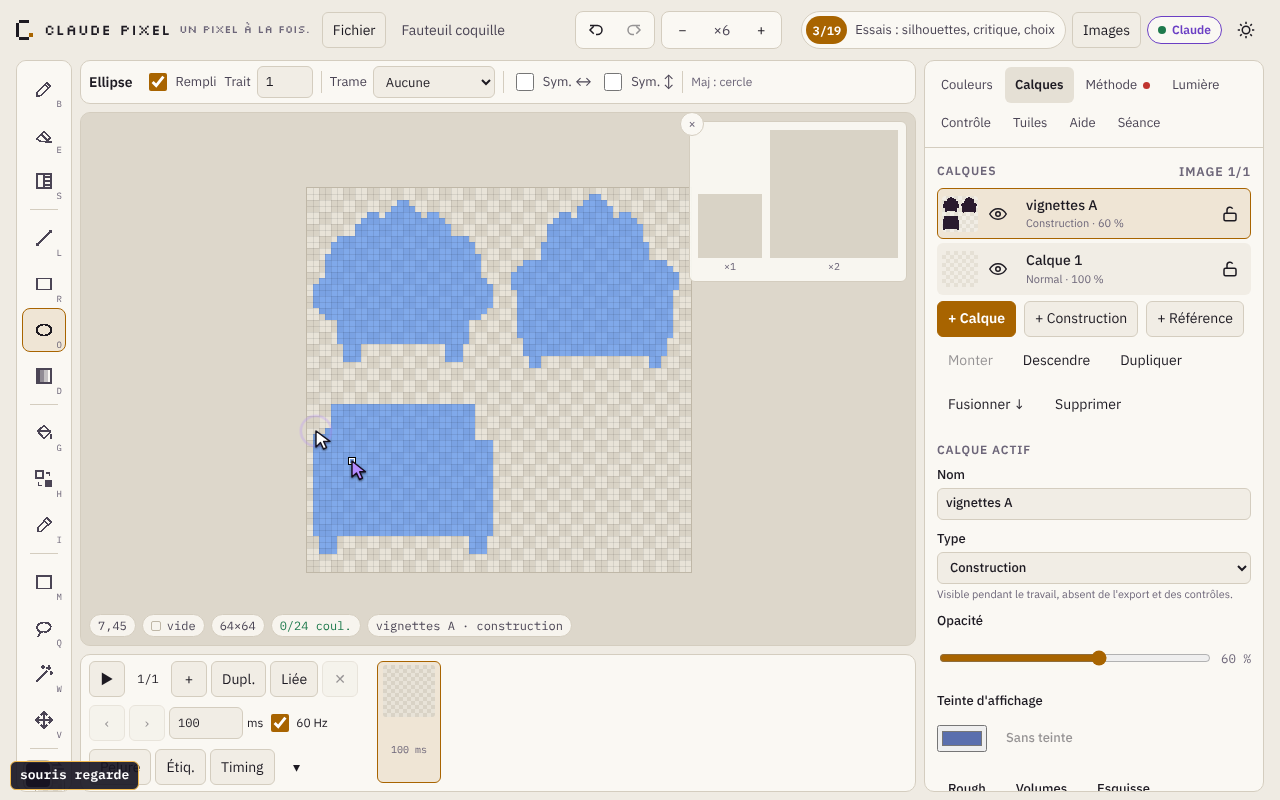 CLAUDE PIXEL
UN PIXEL À LA FOIS.
Fichier
Fauteuil coquille
−
×6
+
3/19
Essais : silhouettes, critique, choix
Images
Claude
Ellipse
Rempli
Trait
1
Trame
Aucune
Sym. ↔
Sym. ↕
Maj : cercle
B
E
S
L
R
O
D
G
H
I
M
Q
W
V
×
×1
×2
7,45
vide
64×64
0/24 coul.
vignettes A · construction
1/1
+
Dupl.
Liée
×
‹
›
100
ms
60 Hz
Étiq.
Timing
▼
100 ms
souris regarde
Couleurs
Calques
Méthode
Lumière
Contrôle
Tuiles
Aide
Séance
CALQUES
IMAGE 1/1
vignettes A
Construction · 60 %
Calque 1
Normal · 100 %
+ Calque
+ Construction
+ Référence
Monter
Descendre
Dupliquer
Fusionner ↓
Supprimer
CALQUE ACTIF
Nom
vignettes A
Type
Construction
Visible pendant le travail, absent de l'export et des contrôles.
Opacité
60 %
Teinte d'affichage
Sans teinte
Rough
Volumes
Esquisse